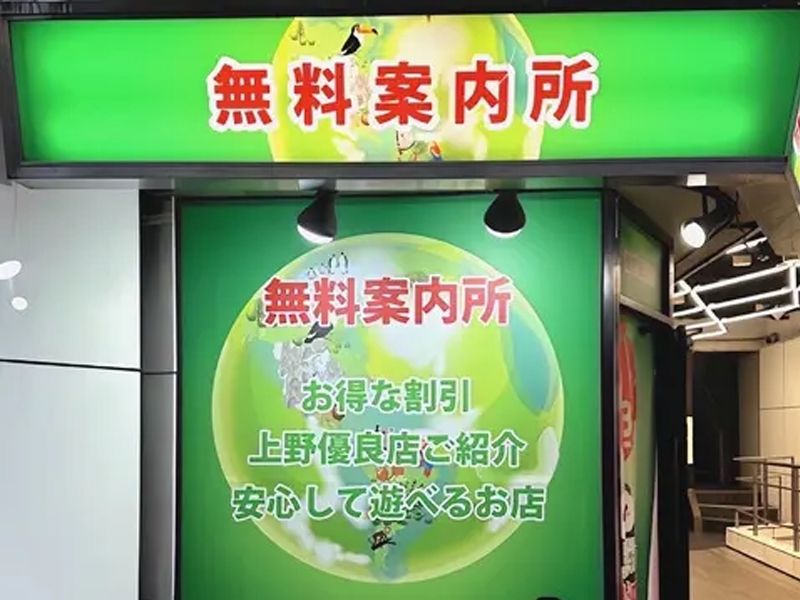 無料案内所
無料案内所
お得な割引
上野優良店ご紹介
安心して遊べるお店